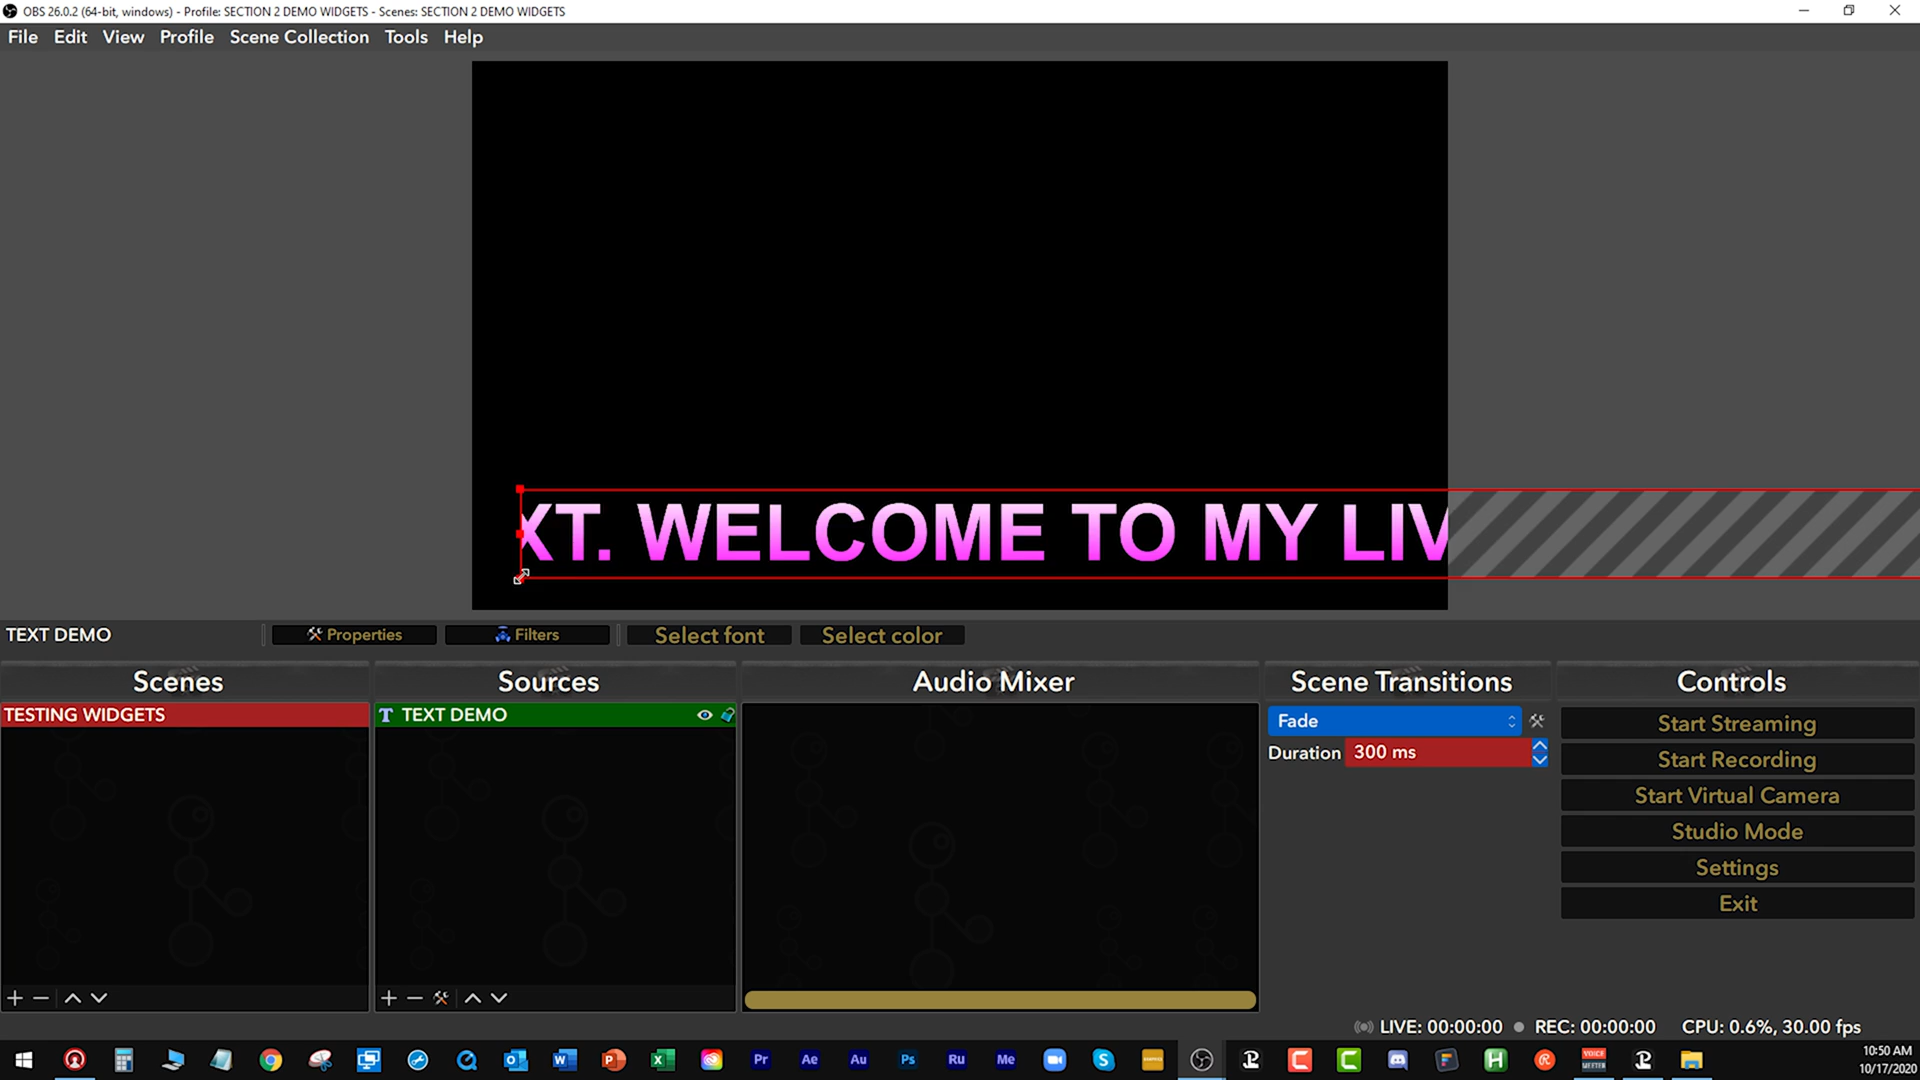 OBS 26.0.2 (64-bit, windows) - Profile: SECTION 2 DEMO WIDGETS - Scenes: SECTION 2 DEMO WIDGETS
File Edit View Profile Scene Collection Tools Help
XT. WELCOME TO MY LIV
TEXT DEMO Properties Filters Select font Select color
Scenes Sources Audio Mixer Scene Transitions Controls
TESTING WIDGETS
T TEXT DEMO
Fade
Duration 300 ms
Start Streaming
Start Recording
Start Virtual Camera
Studio Mode
Settings
Exit
LIVE: 00:00:00 REC: 00:00:00 CPU: 0.6%, 30.00 fps
Pr Ae Au Ps Ru Me
VOICE MEETER
10:50 AM
10/17/2020